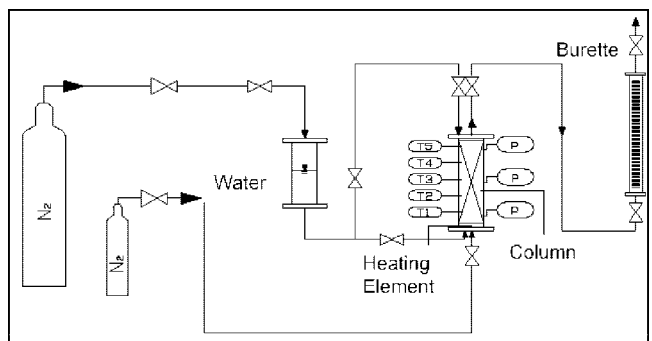 Burette
T5
P
T4
T3
P
Water
T2
N₂
T1
P
N₂
Heating
Element
Column